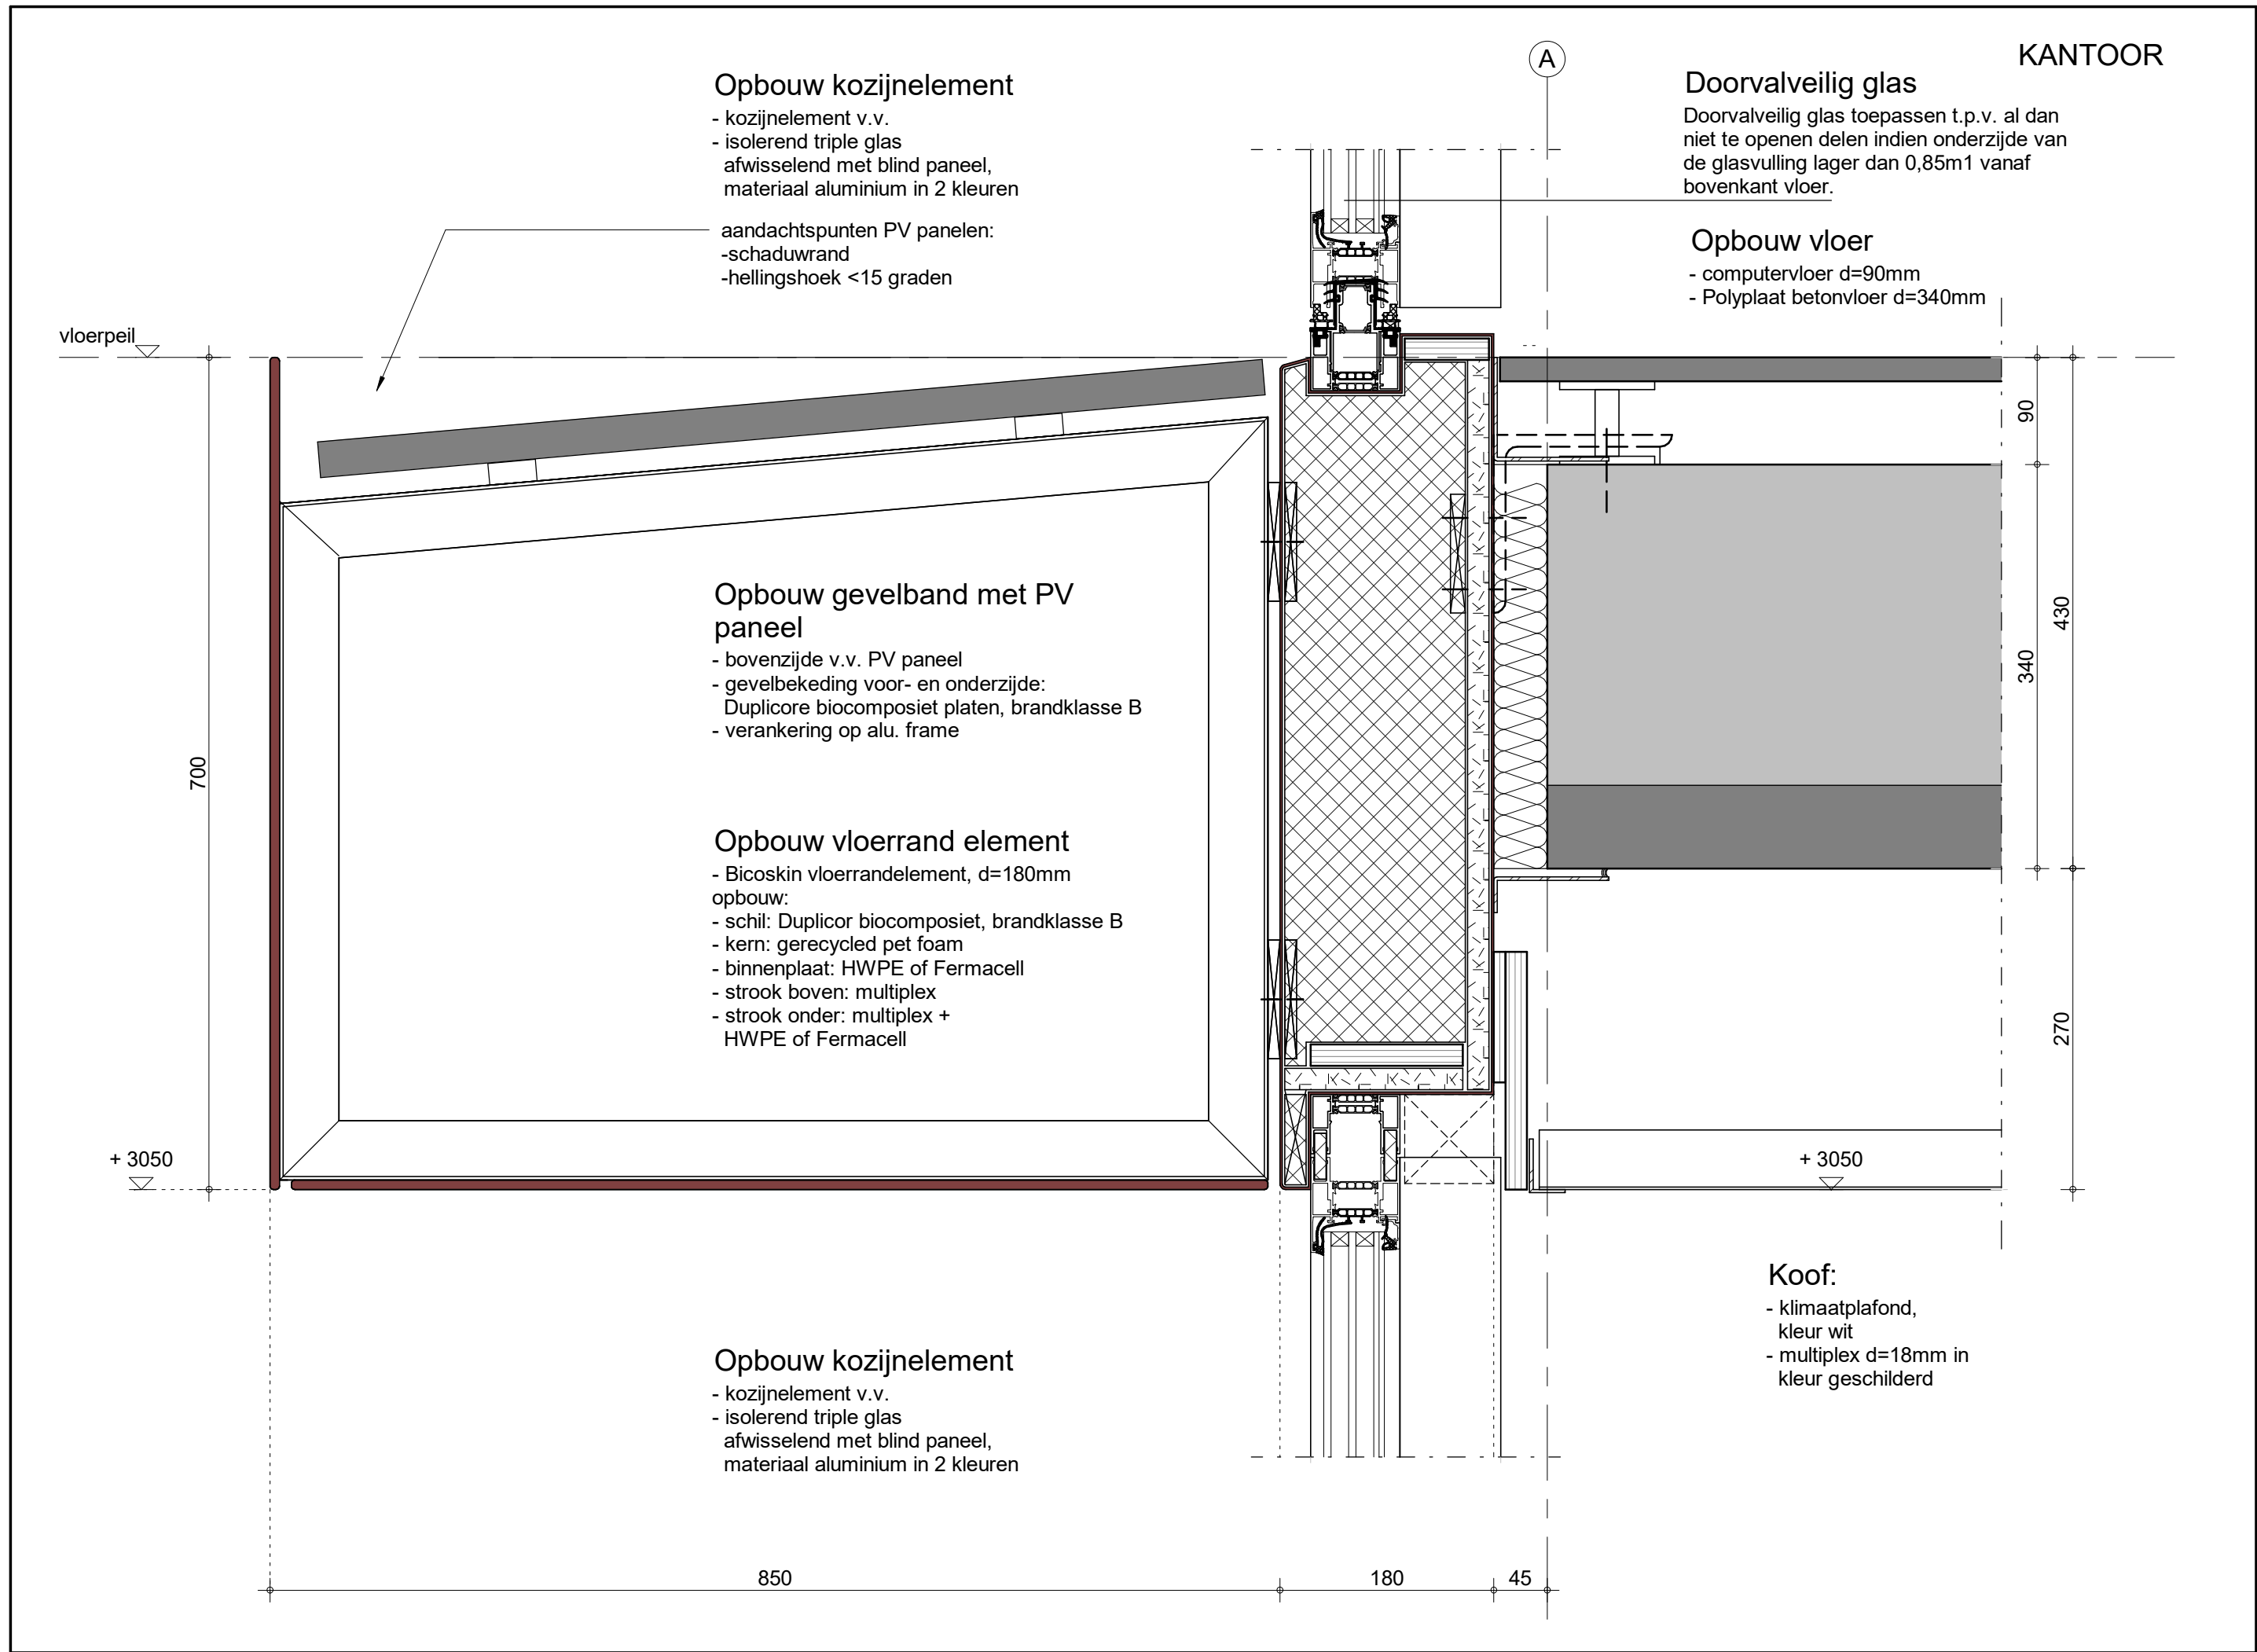 KANTOOR
A
Opbouw kozijnelement
- kozijnelement v.v.
- isolerend triple glas
afwisselend met blind paneel,
materiaal aluminium in 2 kleuren
aandachtspunten PV panelen:
-schaduwrand
-hellingshoek <15 graden
Doorvalveilig glas
Doorvalveilig glas toepassen t.p.v. al dan
niet te openen delen indien onderzijde van
de glasvulling lager dan 0,85m1 vanaf
bovenkant vloer.
Opbouw vloer
- computervloer d=90mm
- Polyplaat betonvloer d=340mm
vloerpeil
90
430
340
270
700
Opbouw gevelband met PV
paneel
- bovenzijde v.v. PV paneel
- gevelbekeding voor- en onderzijde:
Duplicore biocomposiet platen, brandklasse B
- verankering op alu. frame
Opbouw vloerrand element
- Bicoskin vloerrandelement, d=180mm
opbouw:
- schil: Duplicor biocomposiet, brandklasse B
- kern: gerecycled pet foam
- binnenplaat: HWPE of Fermacell
- strook boven: multiplex
- strook onder: multiplex +
HWPE of Fermacell
+ 3050
+ 3050
Koof:
- klimaatplafond,
kleur wit
- multiplex d=18mm in
kleur geschilderd
Opbouw kozijnelement
- kozijnelement v.v.
- isolerend triple glas
afwisselend met blind paneel,
materiaal aluminium in 2 kleuren
850
180
45